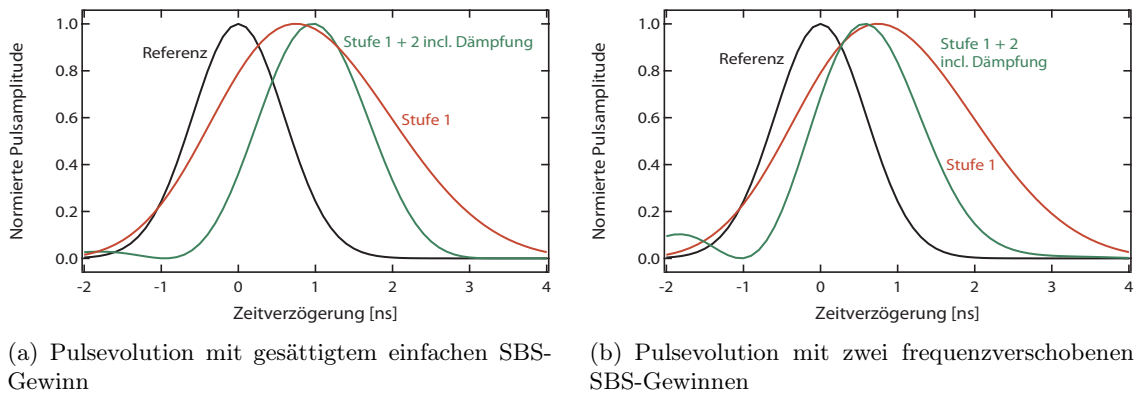 Normierte Pulsamplitude
1.0
0.8
0.6
0.4
0.2
0.0
-2
-1
0
1
2
3
4
Zeitverzögerung [ns]
Referenz
Stufe 1 + 2 incl. Dämpfung
Stufe 1
(a) Pulsevolution mit gesättigtem einfachen SBS-
Gewinn
Normierte Pulsamplitude
1.0
0.8
0.6
0.4
0.2
0.0
-2
-1
0
1
2
3
4
Zeitverzögerung [ns]
Referenz
Stufe 1 + 2
incl. Dämpfung
Stufe 1
(b) Pulsevolution mit zwei frequenzverschobenen
SBS-Gewinnen